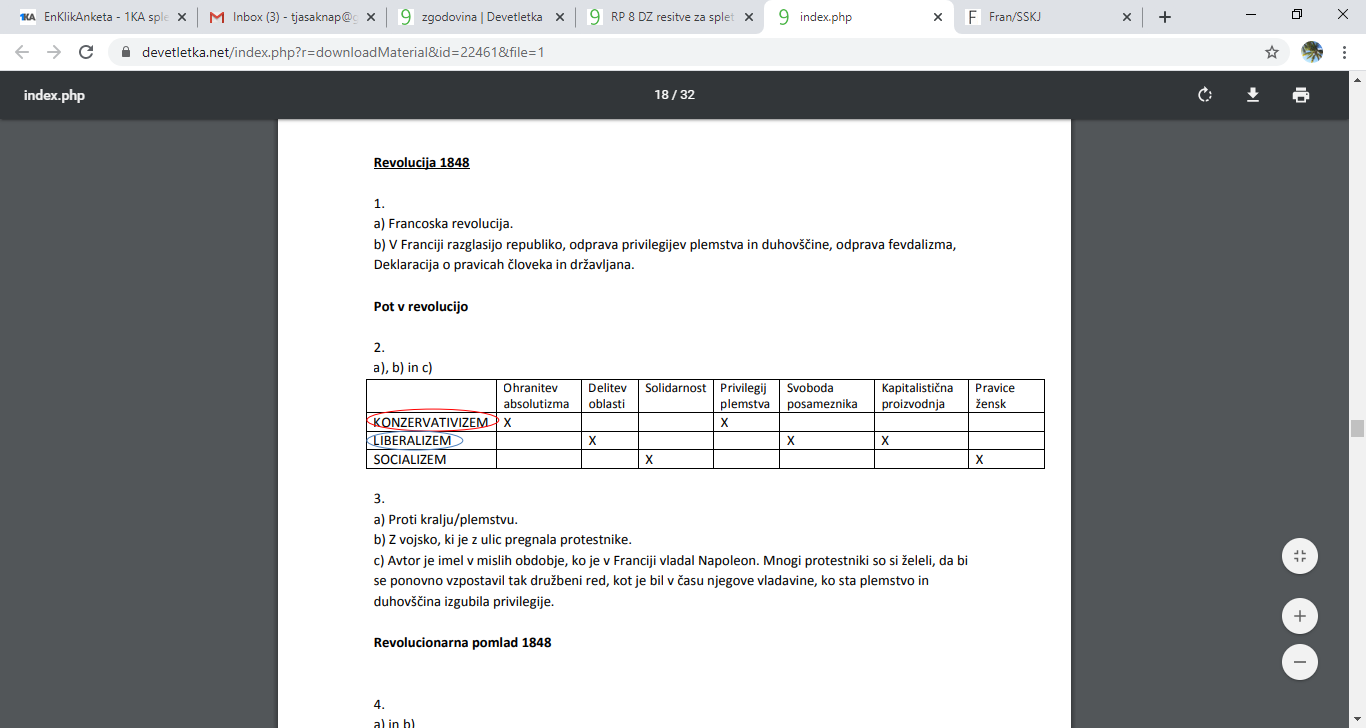 EnKlikAnketa - 1KA sple
Inbox (3) - tjasaknap@g
zgodovina | Devetletka
RP 8 DZ resitve za splet
index.php
Fran/SSKJ
devetletka.net/index.php?r=downloadMaterial&id=22461&file=1
index.php
18 / 32
Revolucija 1848
1.
a) Francoska revolucija.
b) V Franciji razglasijo republiko, odprava privilegijev plemstva in duhovščine, odprava fevdalizma,
Deklaracija o pravicah človeka in državljana.
Pot v revolucijo
2.
a), b) in c)
Ohranitev absolutizma Delitev oblasti Solidarnost Privilegij plemstva Svoboda posameznika Kapitalistična proizvodnja Pravice žensk
KONZERVATIVIZEM X X
LIBERALIZEM X X X
SOCIALIZEM X X
3.
a) Proti kralju/plemstvu.
b) Z vojsko, ki je z ulic pregnala protestnike.
c) Avtor je imel v mislih obdobje, ko je v Franciji vladal Napoleon. Mnogi protestniki so si želeli, da bi
se ponovno vzpostavil tak družbeni red, kot je bil v času njegove vladavine, ko sta plemstvo in
duhovščina izgubila privilegije.
Revolucionarna pomlad 1848
4.
a) in b)